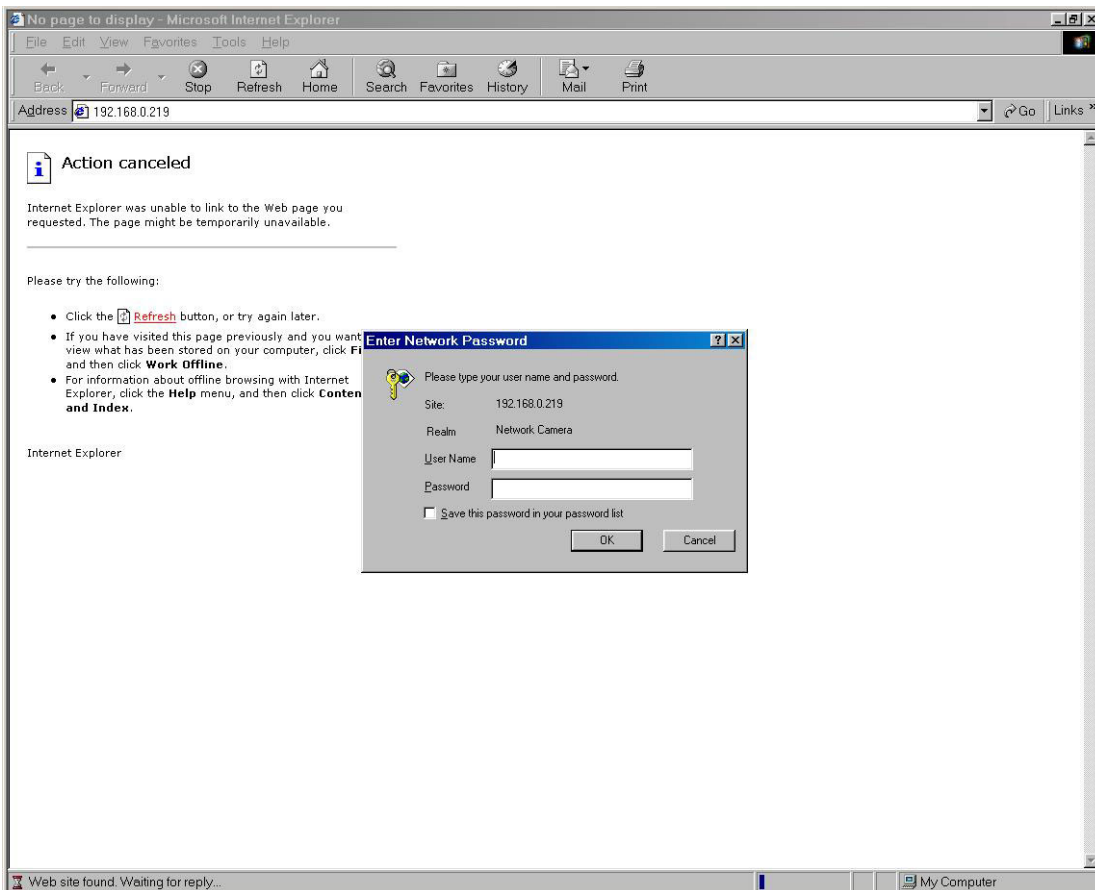 No page to display - Microsoft Internet Explorer
File Edit View Favorites Tools Help
Back Forward Stop Refresh Home Search Favorites History Mail Print
Address 192.168.0.219 Go Links »
Action canceled
Internet Explorer was unable to link to the Web page you
requested. The page might be temporarily unavailable.
Please try the following:
• Click the Refresh button, or try again later.
• If you have visited this page previously and you want
view what has been stored on your computer, click Fi
and then click Work Offline.
• For information about offline browsing with Internet
Explorer, click the Help menu, and then click Conten
and Index.
Internet Explorer
Enter Network Password
Please type your user name and password.
Site: 192.168.0.219
Realm Network Camera
User Name
Password
Save this password in your password list
OK Cancel
Web site found. Waiting for reply... My Computer